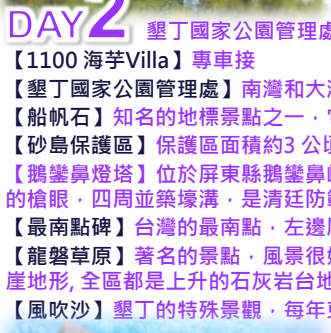 DAY2 墾丁國家公園管理處
【1100 海芋Villa】專車接
【墾丁國家公園管理處】南灣和大
【船帆石】知名的地標景點之一，
【砂島保護區】保護區面積約3 公
【鵝鑾鼻燈塔】位於屏東縣鵝鑾鼻
的槍眼，四周並築壕溝，是清廷防
【最南點碑】台灣的最南點，左邊
【龍磐草原】著名的景點，風景很
崖地形, 全區都是上升的石灰岩台地
【風吹沙】墾丁的特殊景觀，每年